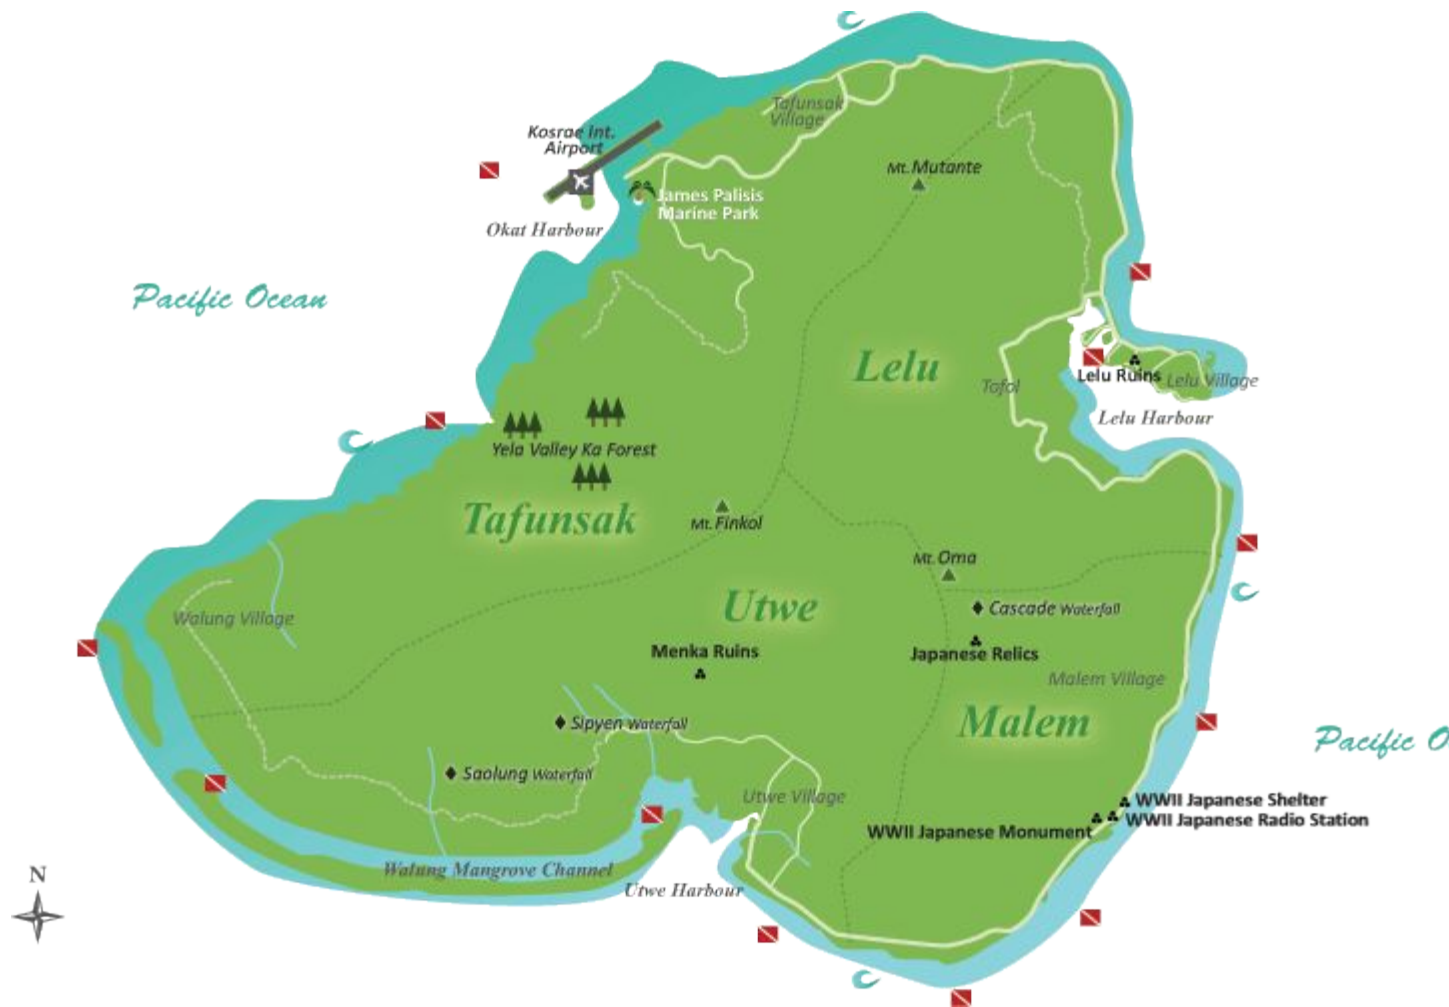 Tafunsak
Village
Kosrae Int.
Airport
Mt. Mutante
James Palisis
Marine Park
Okat Harbour
Pacific Ocean
Lelu
Tofol
Lelu Ruins
Lelu Village
Lelu Harbour
Yela Valley Ka Forest
Tafunsak
Mt. Finkol
Mt. Oma
Utwe
Cascade Waterfall
Walung Village
Menka Ruins
Japanese Relics
Malem Village
Malem
Sipyen Waterfall
Pacific O
Saolung Waterfall
Utwe Village
WWII Japanese Shelter
WWII Japanese Radio Station
WWII Japanese Monument
Walung Mangrove Channel
N
Utwe Harbour